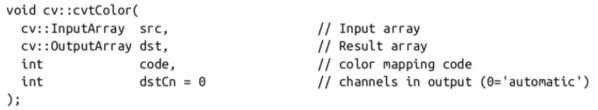 void cv::cvtColor(
  cv::InputArray  src,                    // Input array
  cv::OutputArray dst,                    // Result array
  int             code,                   // color mapping code
  int             dstCn = 0               // channels in output (0='automatic')
);